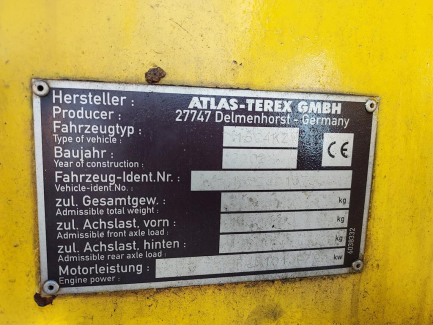 Hersteller : ATLAS-TEREX GMBH
Producer : 27747 Delmenhorst - Germany
Fahrzeugtyp :
Type of vehicle :
Baujahr :
Year of construction :
CE
Fahrzeug-Ident.Nr. :
Vehicle-ident.No. :
zul. Gesamtgew. : kg
Admissible total weight :
zul. Achslast, vorn : kg
Admissible front axle load :
zul. Achslast, hinten : kg
Admissible rear axle load :
Motorleistung : kw
Engine power :
6038332